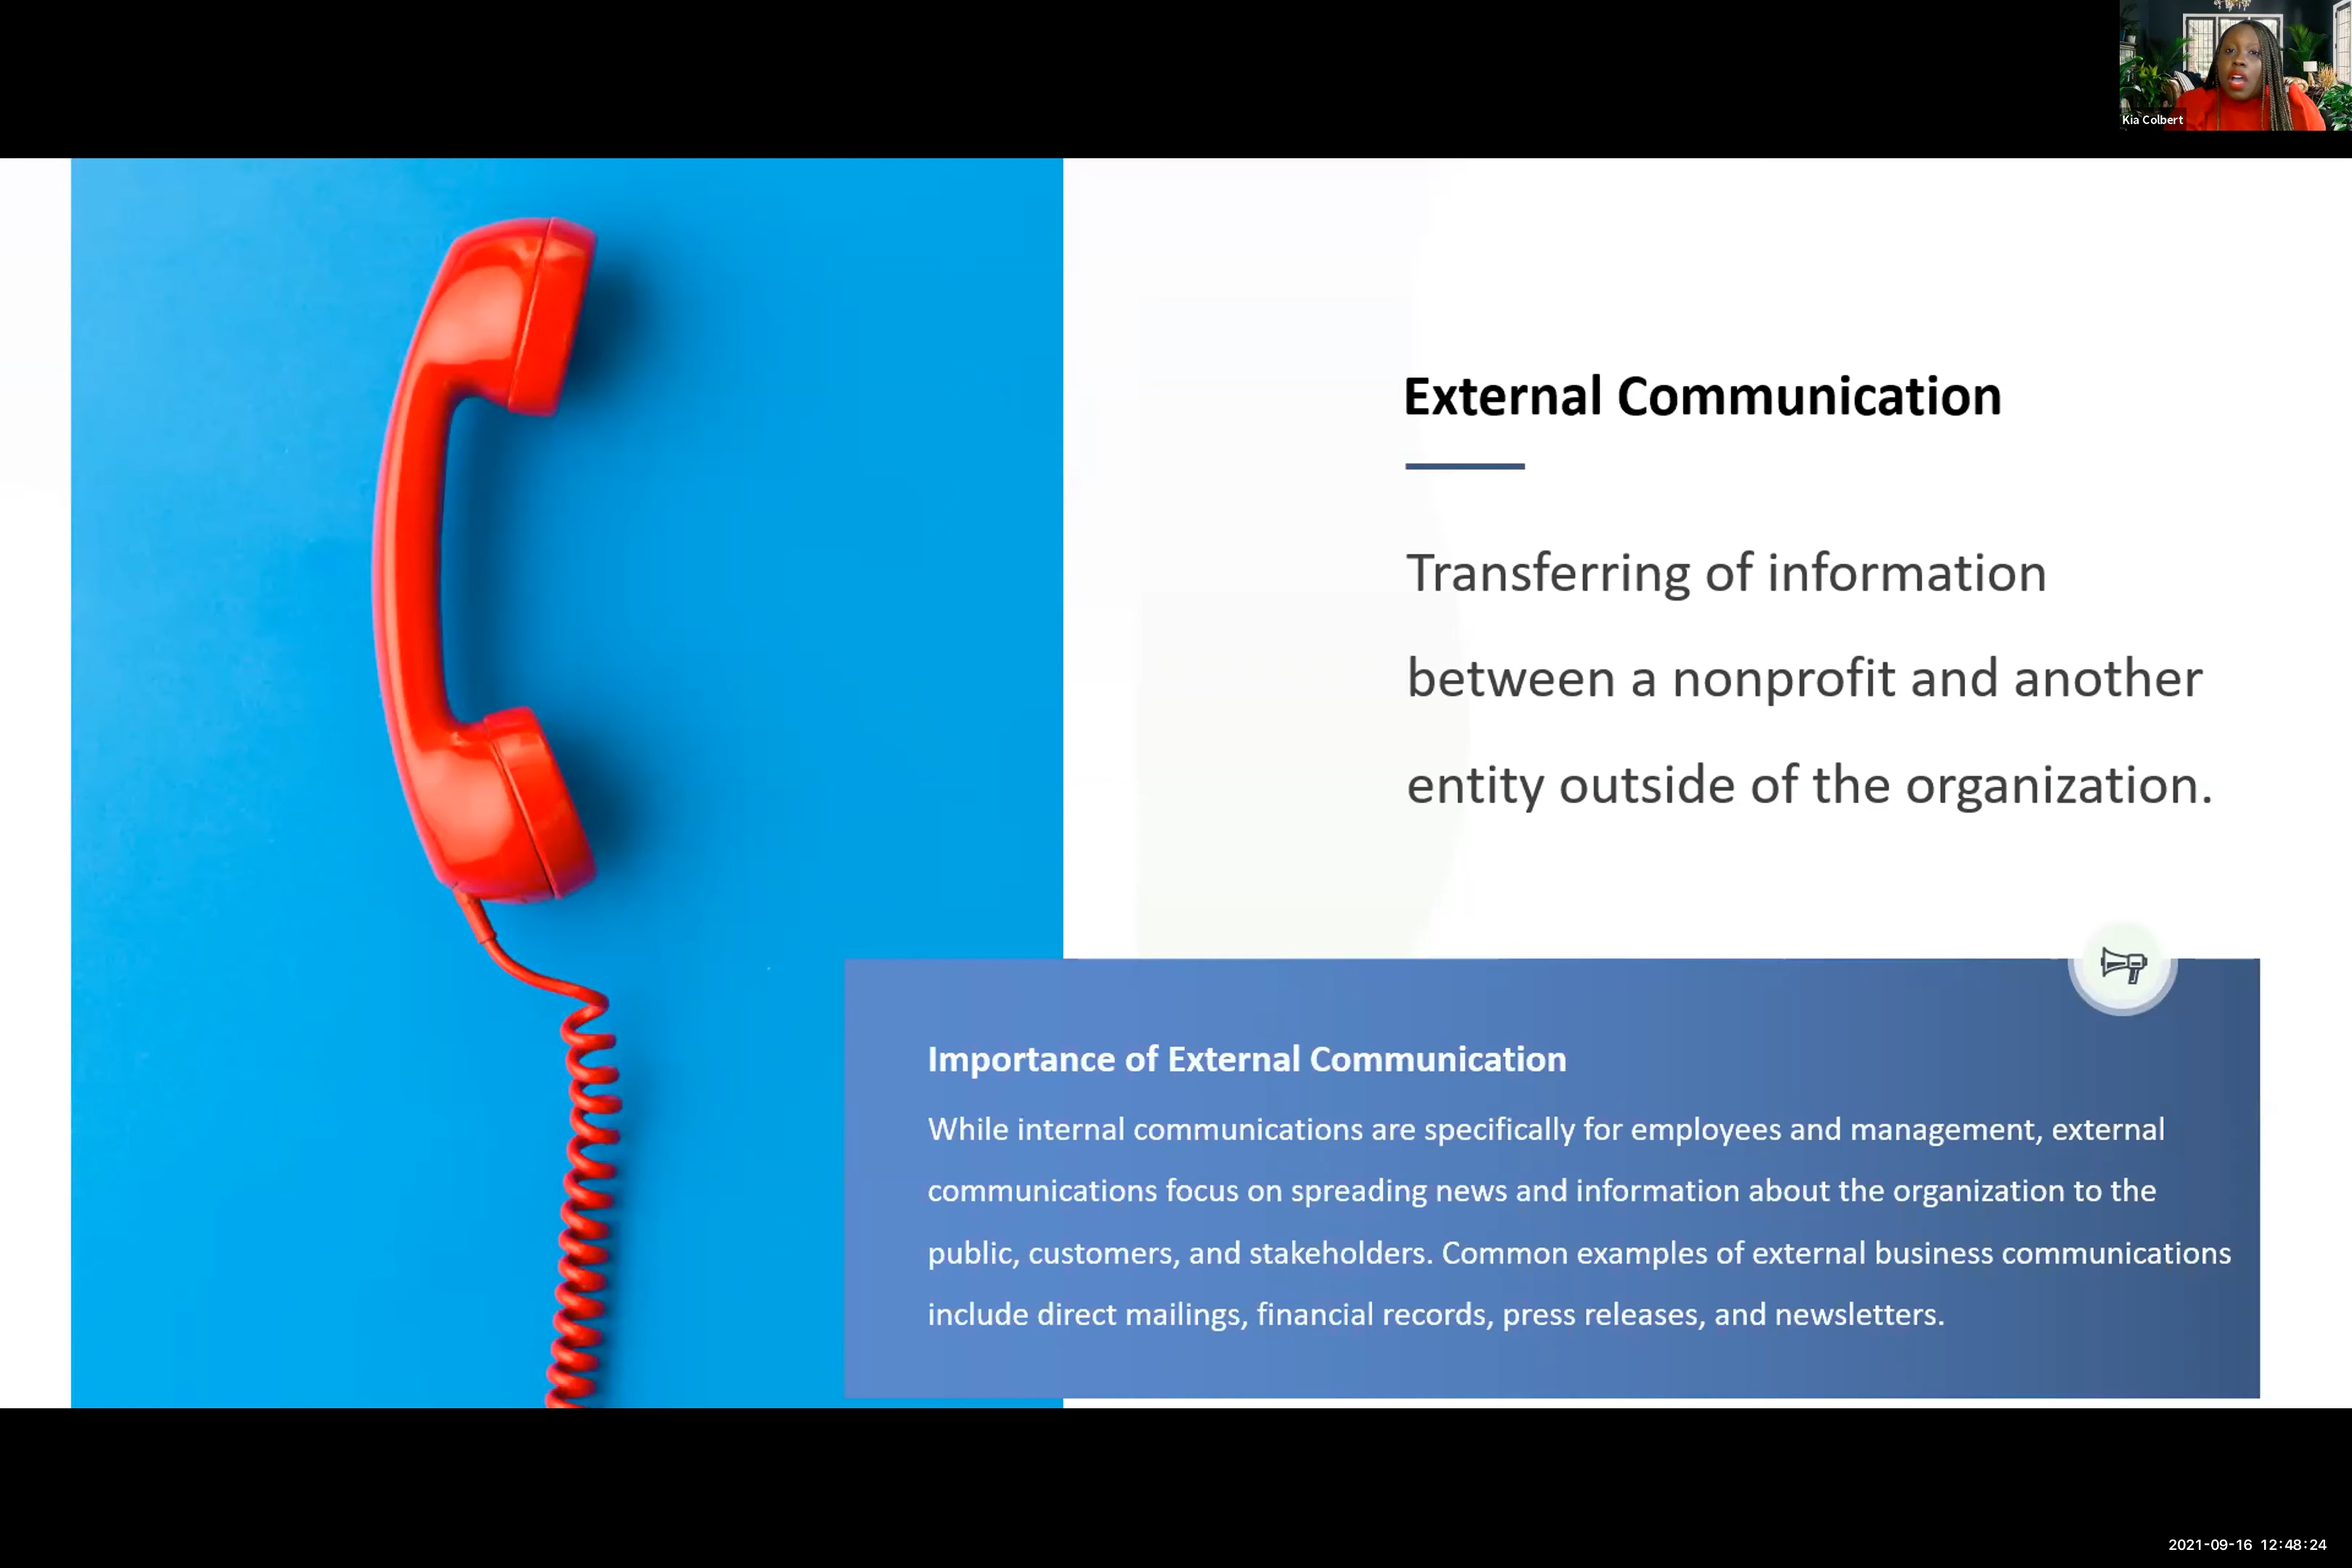 Kia Colbert
External Communication
Transferring of information
between a nonprofit and another
entity outside of the organization.
Importance of External Communication
While internal communications are specifically for employees and management, external
communications focus on spreading news and information about the organization to the
public, customers, and stakeholders. Common examples of external business communications
include direct mailings, financial records, press releases, and newsletters.
2021-09-16 12:48:24